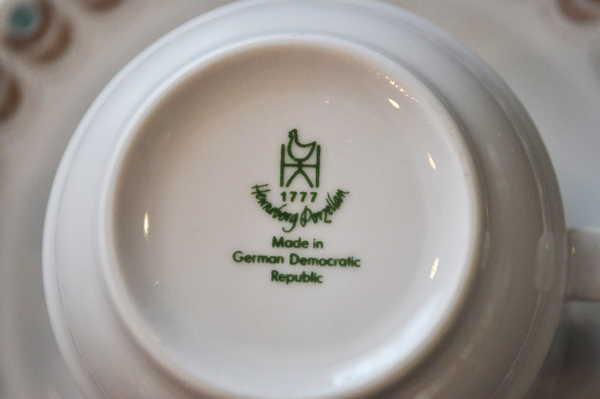 1777
Henneberg Porzellan
Made in
German Democratic
Republic